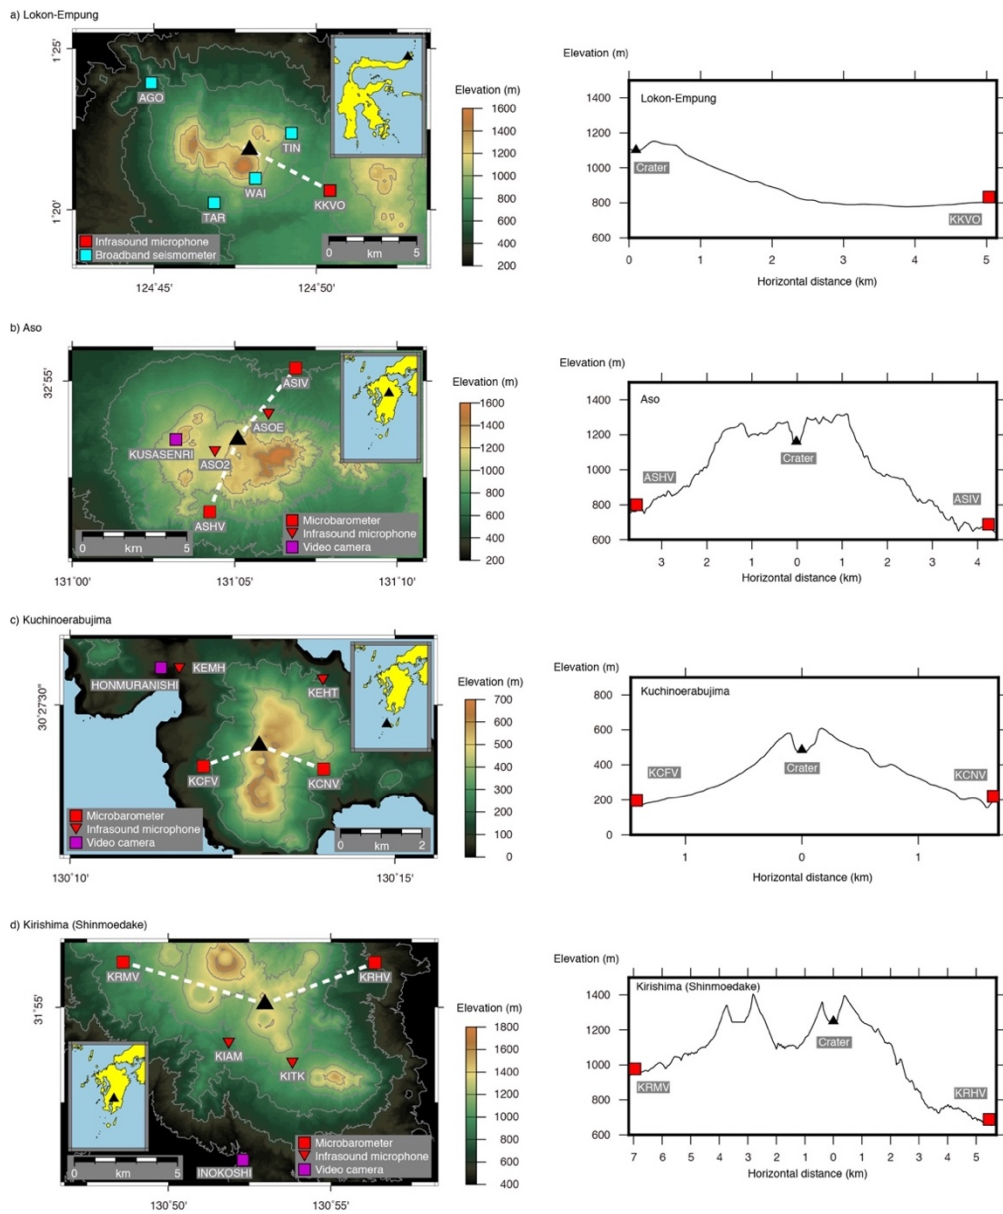 a) Lokon-Empung
1°25'
1°20'
AGO
TIN
WAI
TAR
KKVO
Infrasound microphone
Broadband seismometer
0 5
km
124°45' 124°50'
Elevation (m)
1600
1400
1200
1000
800
600
400
200
Elevation (m)
1400
1200
1000
800
600
Lokon-Empung
Crater
KKVO
0 1 2 3 4 5
Horizontal distance (km)
b) Aso
32°55'
ASIV
ASOE
KUSASENRI
ASO2
ASHV
0 5
km
Microbarometer
Infrasound microphone
Video camera
131°00' 131°05' 131°10'
Elevation (m)
1600
1400
1200
1000
800
600
400
200
Elevation (m)
1400
1200
1000
800
600
Aso
ASHV
Crater
ASIV
3 2 1 0 1 2 3 4
Horizontal distance (km)
c) Kuchinoerabujima
30°27'30
KEMH
HONMURANISHI
KEHT
KCFV
KCNV
Microbarometer
Infrasound microphone
Video camera
0 2
km
130°10' 130°15'
Elevation (m)
700
600
500
400
300
200
100
0
Elevation (m)
800
600
400
200
0
Kuchinoerabujima
KCFV
Crater
KCNV
1 0 1
Horizontal distance (km)
d) Kirishima (Shinmoedake)
31°55'
KRMV
KRHV
KIAM
KITK
INOKOSHI
0 5
km
Microbarometer
Infrasound microphone
Video camera
130°50' 130°55'
Elevation (m)
1800
1600
1400
1200
1000
800
600
400
Elevation (m)
1400
1200
1000
800
600
Kirishima (Shinmoedake)
KRMV
Crater
KRHV
7 6 5 4 3 2 1 0 1 2 3 4 5
Horizontal distance (km)